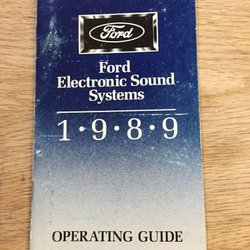 Ford
Ford
Electronic Sound
Systems
1·9·8·9
OPERATING GUIDE